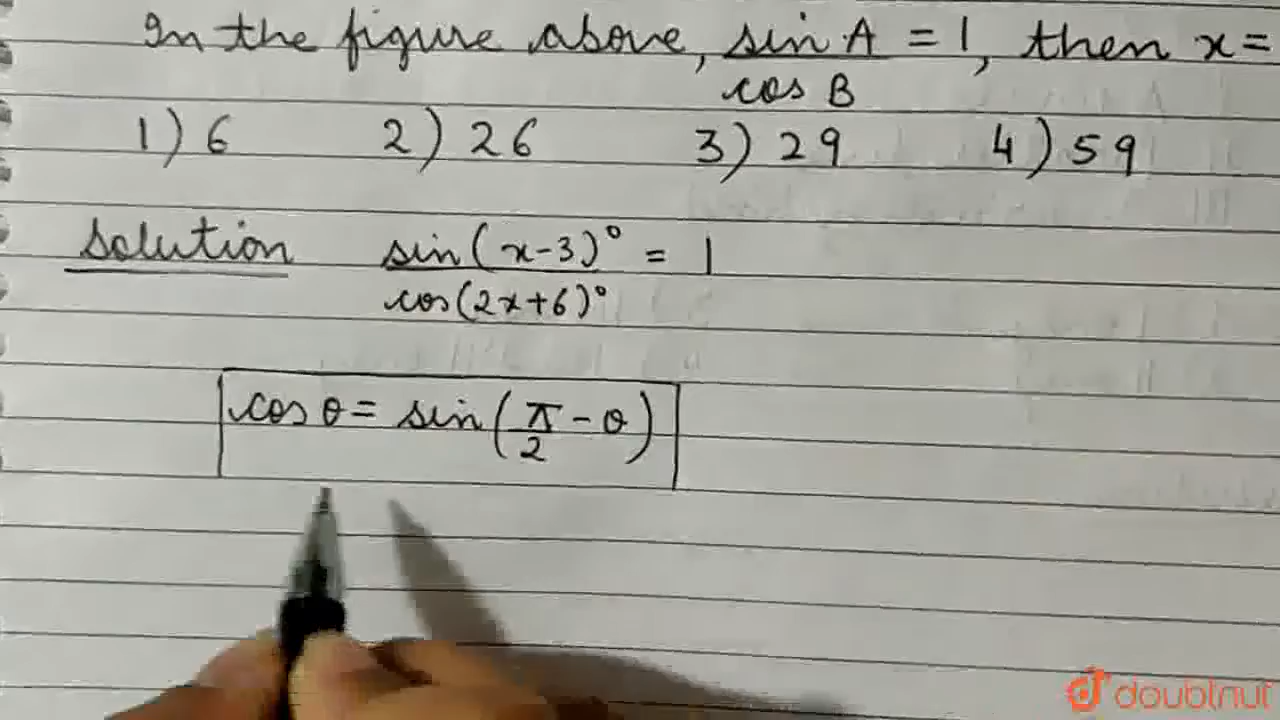 In the figure above, sin A = 1, then x =
cos B
1) 6 2) 26 3) 29 4) 59
Solution sin(x-3)° = 1
cos(2x+6)°
cos θ = sin(π/2 - θ)
doubtnut